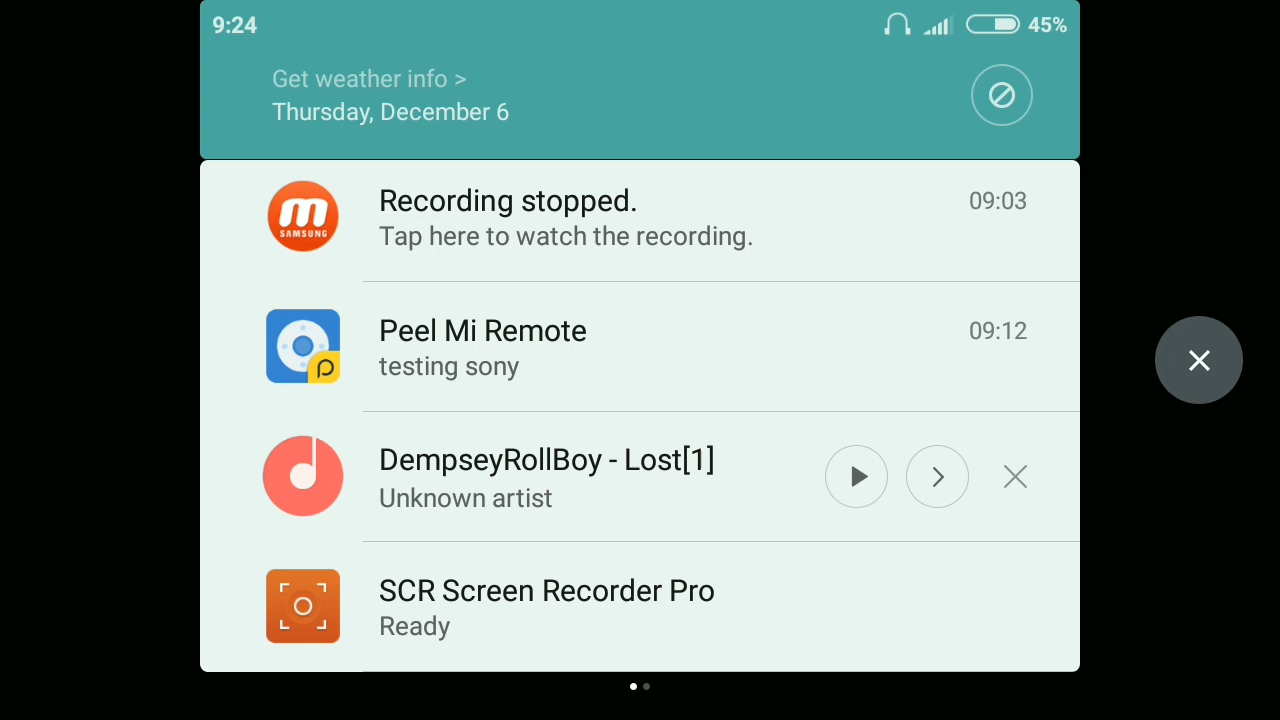 9:24
45%
Get weather info >
Thursday, December 6
m
SAMSUNG
Recording stopped.
09:03
Tap here to watch the recording.
Peel Mi Remote
09:12
testing sony
DempseyRollBoy - Lost[1]
Unknown artist
SCR Screen Recorder Pro
Ready